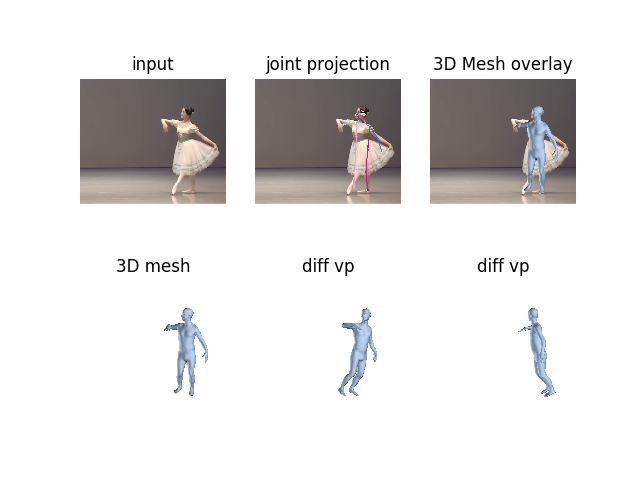 input
joint projection
3D Mesh overlay
3D mesh
diff vp
diff vp